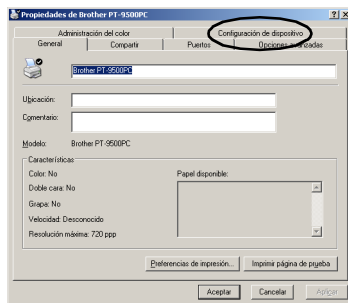 Propiedades de Brother PT-9500PC
Administración del color Configuración de dispositivo
General Compartir Puertos Opciones avanzadas
Brother PT-9500PC
Ubicación:
Comentario:
Modelo: Brother PT-9500PC
Características
Color: No Papel disponible:
Doble cara: No
Grapa: No
Velocidad: Desconocido
Resolución máxima: 720 ppp
Preferencias de impresión... Imprimir página de prueba
Aceptar Cancelar Aplicar